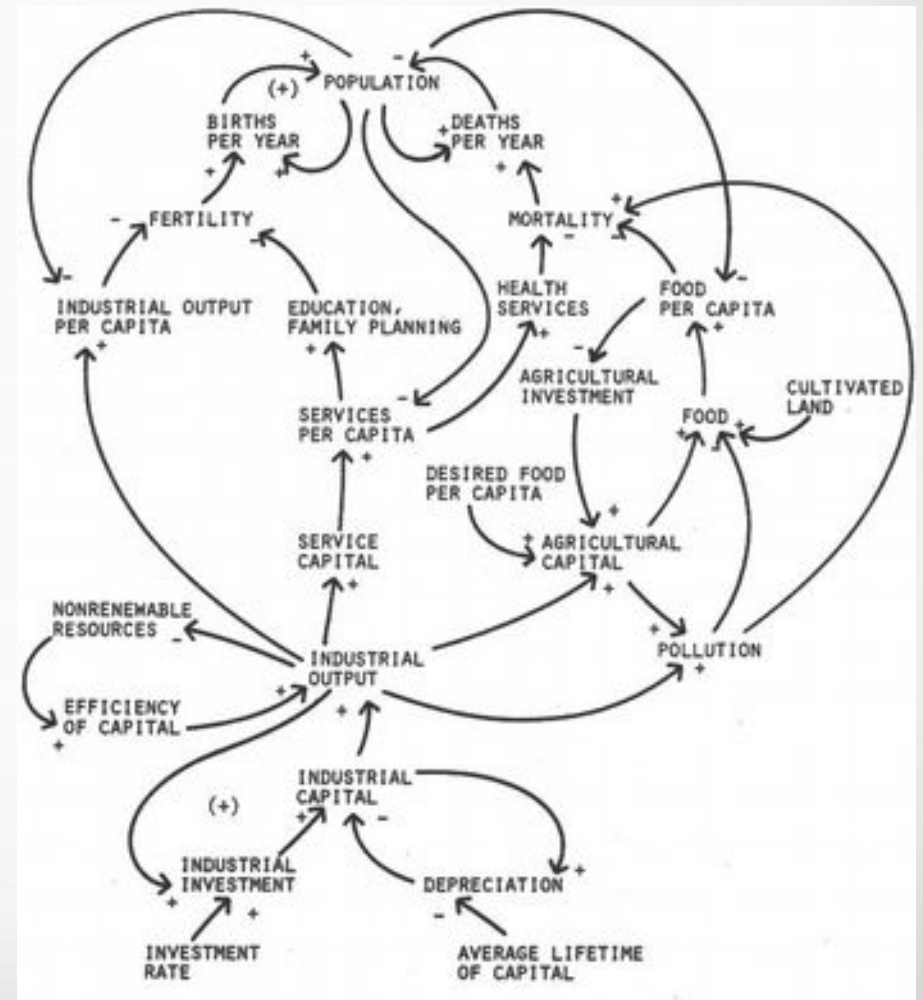 POPULATION
(+)
BIRTHS
PER YEAR
DEATHS
PER YEAR
FERTILITY
MORTALITY
INDUSTRIAL OUTPUT
PER CAPITA
EDUCATION,
FAMILY PLANNING
HEALTH
SERVICES
FOOD
PER CAPITA
AGRICULTURAL
INVESTMENT
CULTIVATED
LAND
SERVICES
PER CAPITA
FOOD
DESIRED FOOD
PER CAPITA
SERVICE
CAPITAL
AGRICULTURAL
CAPITAL
NONRENEWABLE
RESOURCES
INDUSTRIAL
OUTPUT
POLLUTION
EFFICIENCY
OF CAPITAL
INDUSTRIAL
CAPITAL
(+)
INDUSTRIAL
INVESTMENT
DEPRECIATION
INVESTMENT
RATE
AVERAGE LIFETIME
OF CAPITAL